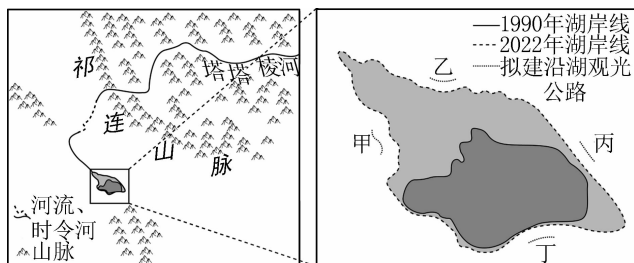 祁
连
山
脉
塔塔棱河
河流、
时令河
山脉
1990年湖岸线
2022年湖岸线
拟建沿湖观光
公路
乙
甲
丙
丁